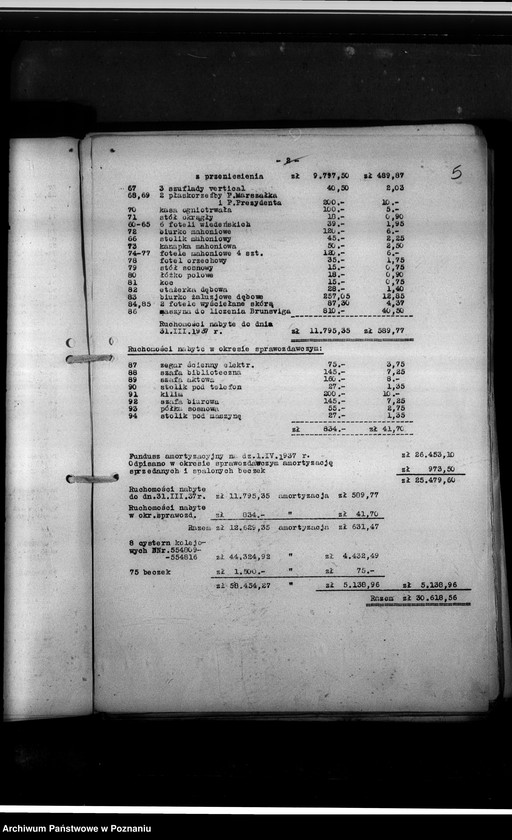 - 2 -
5
z przeniesienia zł 9.797,50 zł 489,87
67 3 szuflady vertical 40,50 2,03
68,69 2 płaskorzeźby P.Marszałka
i P.Prezydenta 200.- 10.-
70 kasa ogniotrwała 100.- 5.-
71 stół okrągły 18.- 0,90
60-65 6 foteli wiedeńskich 39.- 1,95
72 biurko mahoniowe 120.- 6.-
66 stolik mahoniowy 45.- 2,25
73 kanapka mahoniowa 50.- 2,50
74-77 fotele mahoniowe 4 szt. 120.- 6.-
78 fotel orzechowy 35.- 1,75
79 stół sosnowy 15.- 0,75
80 łóżko polowe 18.- 0,90
81 koc 15.- 0,75
82 etażerka dębowa 28.- 1,40
83 biurko żaluzjowe dębowe 257,05 12,85
84,85 2 fotele wyściełane skórą 87,30 4,37
86 maszyna do liczenia Brunsviga 810.- 40,50
Ruchomości nabyte do dnia
31.III.1937 r. zł 11.795,35 zł 589,77
Ruchomości nabyte w okresie sprawozdawczym:
87 zegar ścienny elektr. 75.- 3,75
88 szafa biblioteczna 145.- 7,25
89 szafa aktowa 160.- 8.-
90 stolik pod telefon 27.- 1,35
91 kilim 200.- 10.-
92 szafa biurowa 145.- 7,25
93 półka sosnowa 55.- 2,75
94 stolik pod maszynę 27.- 1,35
zł 834.- zł 41,70
Fundusz amortyzacyjny na dz.1.IV.1937 r. zł 26.453,10
Odpisano w okresie sprawozdawczym amortyzację
sprzedanych i spalonych beczek zł 973,50
zł 25.479,60
Ruchomości nabyte
do dn.31.III.37r. zł 11.795,35 amortyzacja zł 589,77
Ruchomości nabyte
w okr.sprawozd. zł 834.- " zł 41,70
Razem zł 12.629,35 amortyzacja zł 631,47
8 cystern kolejo-
wych NNr.554809-
-554816 zł 44.324,92 " zł 4.432,49
75 beczek zł 1.500.- " zł 75.-
zł 58.454,27 " zł 5.138,96 zł 5.138,96
Razem zł 30.618,56
Archiwum Państwowe w Poznaniu